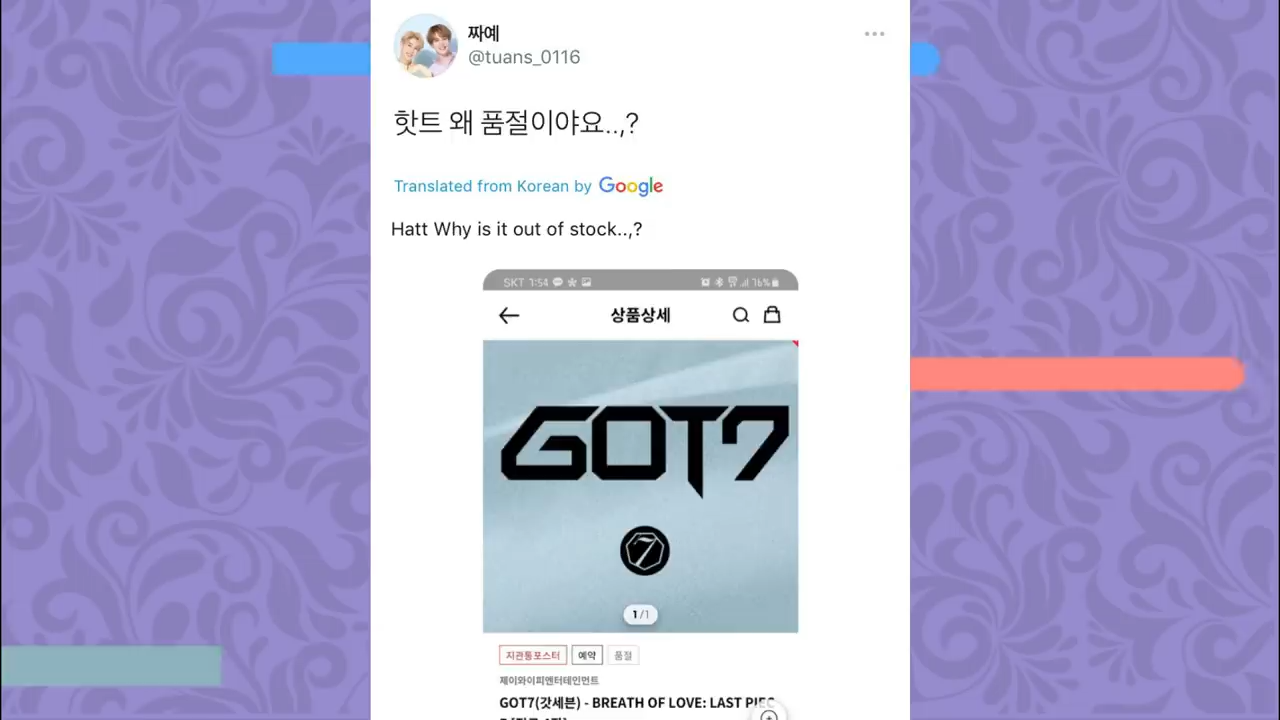 짜예
@tuans_0116
핫트 왜 품절이야요..,?
Translated from Korean by Google
Hatt Why is it out of stock..,?
SKT 1:54 76%
상품상세
GOT7
7
1/1
지관통포스터 예약 품절
제이와이피엔터테인먼트
GOT7(갓세븐) - BREATH OF LOVE: LAST PIEC